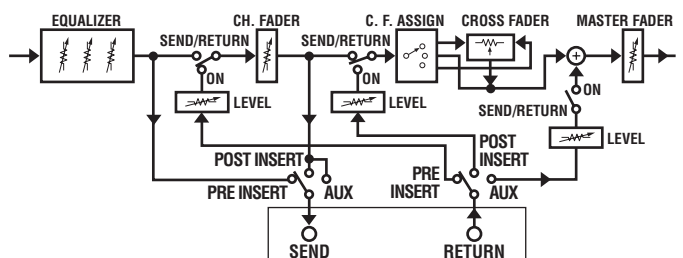 EQUALIZER
CH. FADER
C. F. ASSIGN
CROSS FADER
MASTER FADER
SEND/RETURN
SEND/RETURN
ON
ON
ON
LEVEL
LEVEL
SEND/RETURN
LEVEL
POST INSERT
POST
INSERT
PRE INSERT
AUX
PRE
INSERT
AUX
SEND
RETURN